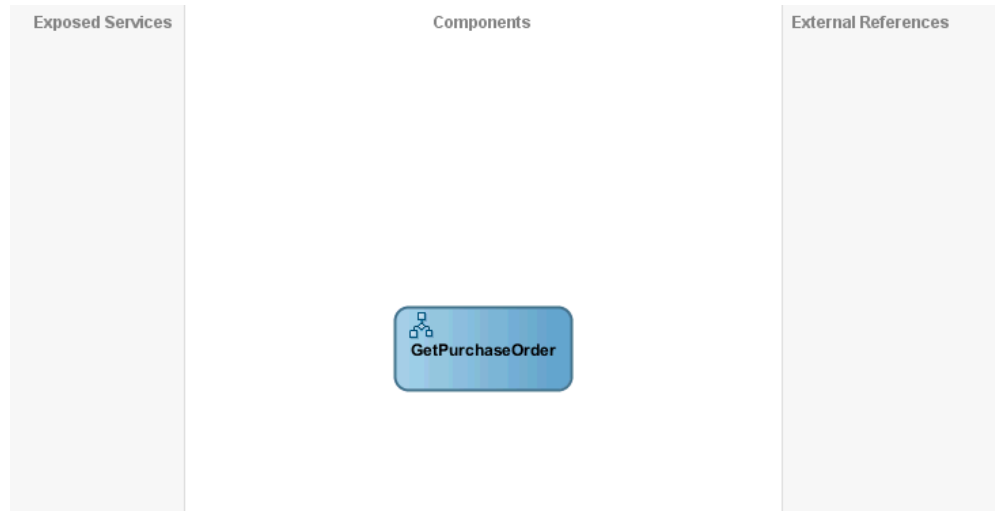 Exposed Services
Components
External References
GetPurchaseOrder